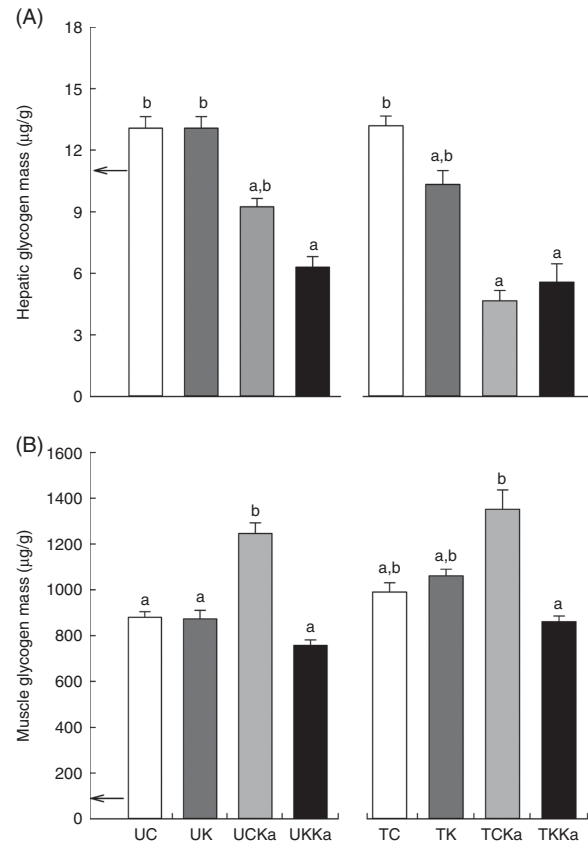 (A)
Hepatic glycogen mass (μg/g)
18
15
12
9
6
3
0
b
b
a,b
a
b
a,b
a
a
(B)
Muscle glycogen mass (μg/g)
1600
1400
1200
1000
800
600
400
200
0
a
a
b
a
a,b
a,b
b
a
UC UK UCKa UKKa TC TK TCKa TKKa